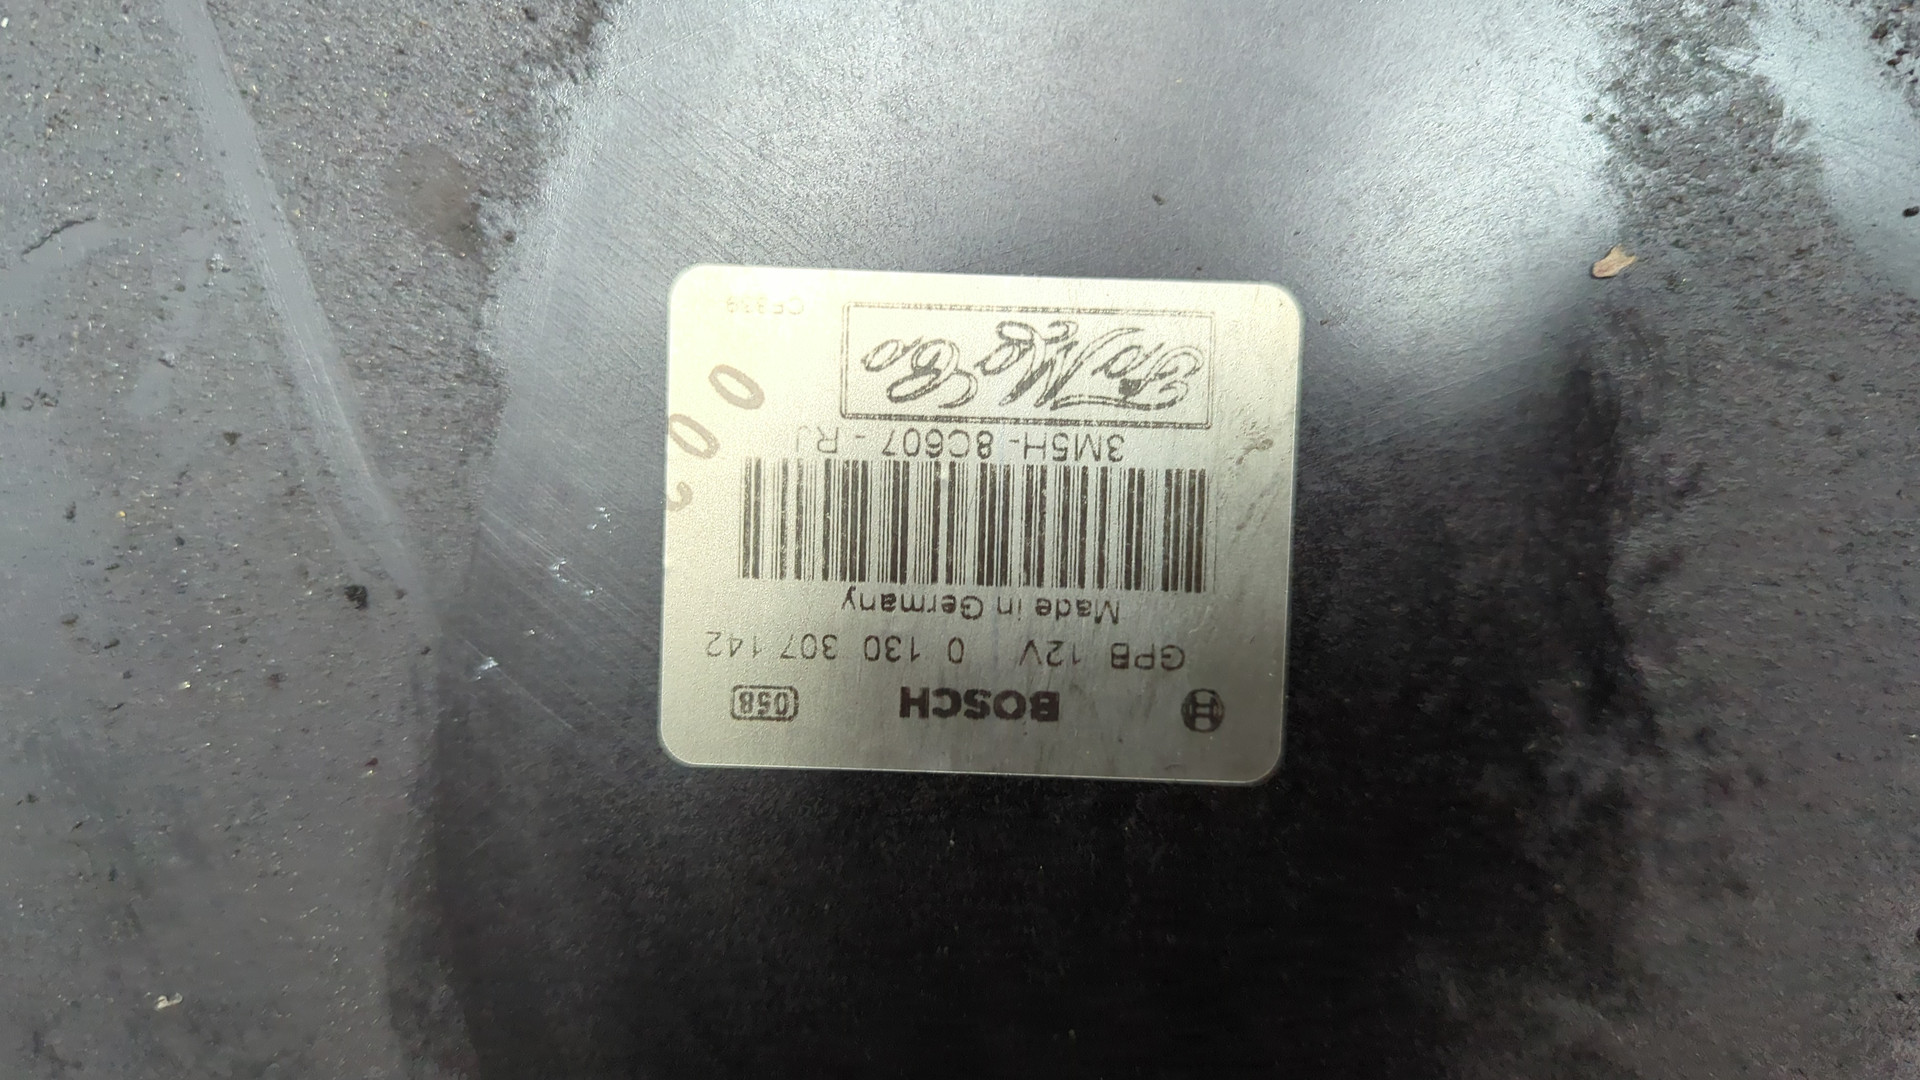 BOSCH 058
GPB 12V 0 130 307 142
Made in Germany
3M5H-8C607-RJ
FoMoCo